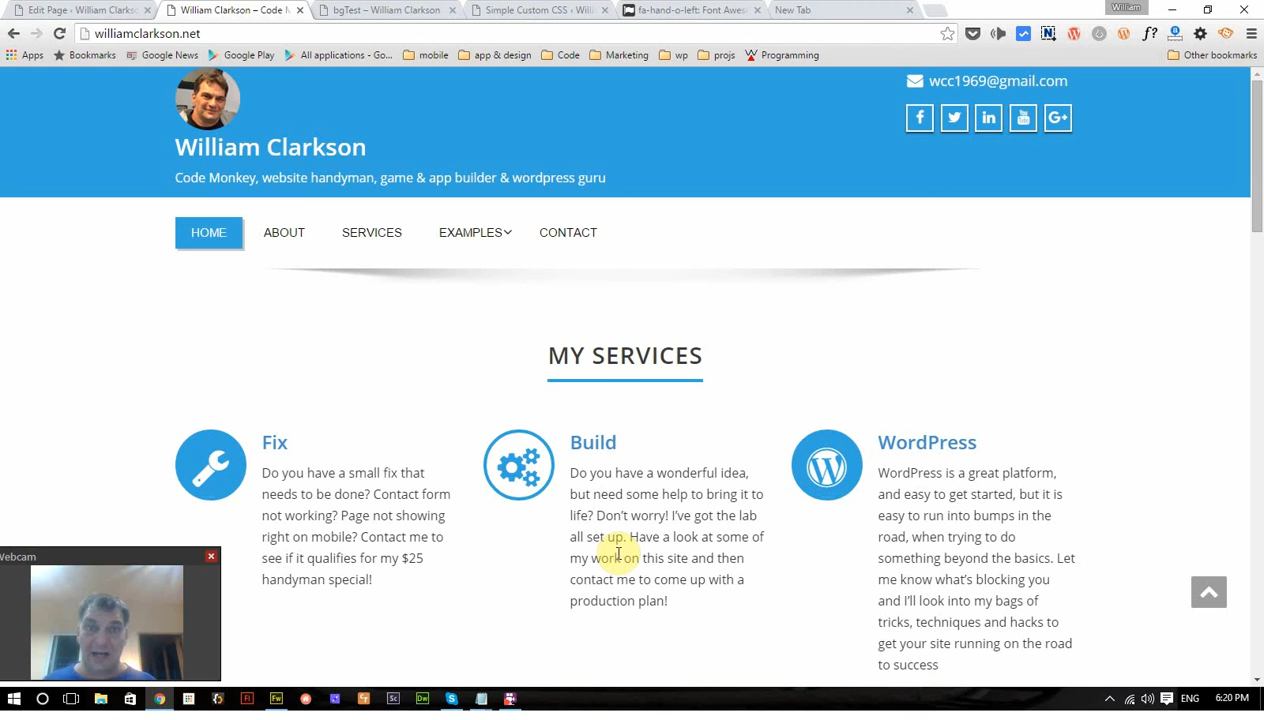 Edit Page ‹ William Clarks
William Clarkson – Code M
bgTest – William Clarkson
Simple Custom CSS ‹ Willi
fa-hand-o-left: Font Awes
New Tab
William
williamclarkson.net
Apps
Bookmarks
Google News
Google Play
All applications - Go...
mobile
app & design
Code
Marketing
wp
projs
Programming
Other bookmarks
wcc1969@gmail.com
William Clarkson
Code Monkey, website handyman, game & app builder & wordpress guru
HOME
ABOUT
SERVICES
EXAMPLES
CONTACT
MY SERVICES
Fix
Do you have a small fix that
needs to be done? Contact form
not working? Page not showing
right on mobile? Contact me to
see if it qualifies for my $25
handyman special!
Build
Do you have a wonderful idea,
but need some help to bring it to
life? Don't worry! I've got the lab
all set up. Have a look at some of
my work on this site and then
contact me to come up with a
production plan!
WordPress
WordPress is a great platform,
and easy to get started, but it is
easy to run into bumps in the
road, when trying to do
something beyond the basics. Let
me know what's blocking you
and I'll look into my bags of
tricks, techniques and hacks to
get your site running on the road
to success
Webcam
ENG
6:20 PM